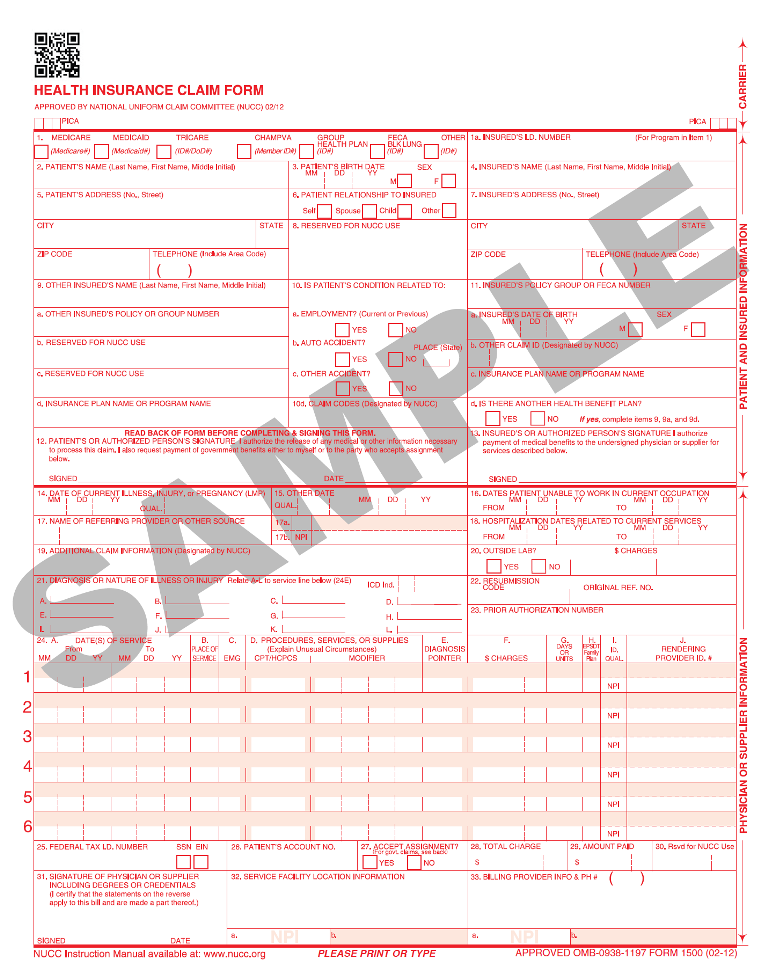 HEALTH INSURANCE CLAIM FORM
APPROVED BY NATIONAL UNIFORM CLAIM COMMITTEE (NUCC) 02/12
PICA
PICA
CARRIER
1. MEDICARE MEDICAID TRICARE CHAMPVA GROUP HEALTH PLAN FECA BLK LUNG OTHER
(Medicare#) (Medicaid#) (ID#/DoD#) (Member ID#) (ID#) (ID#) (ID#)
1a. INSURED'S I.D. NUMBER (For Program in Item 1)
2. PATIENT'S NAME (Last Name, First Name, Middle Initial)
3. PATIENT'S BIRTH DATE SEX
MM DD YY M F
4. INSURED'S NAME (Last Name, First Name, Middle Initial)
5. PATIENT'S ADDRESS (No., Street)
6. PATIENT RELATIONSHIP TO INSURED
Self Spouse Child Other
7. INSURED'S ADDRESS (No., Street)
CITY STATE
8. RESERVED FOR NUCC USE
CITY STATE
ZIP CODE TELEPHONE (Include Area Code)
( )
ZIP CODE TELEPHONE (Include Area Code)
( )
9. OTHER INSURED'S NAME (Last Name, First Name, Middle Initial)
10. IS PATIENT'S CONDITION RELATED TO:
11. INSURED'S POLICY GROUP OR FECA NUMBER
a. OTHER INSURED'S POLICY OR GROUP NUMBER
a. EMPLOYMENT? (Current or Previous)
YES NO
a. INSURED'S DATE OF BIRTH SEX
MM DD YY M F
b. RESERVED FOR NUCC USE
b. AUTO ACCIDENT? PLACE (State)
YES NO
b. OTHER CLAIM ID (Designated by NUCC)
c. RESERVED FOR NUCC USE
c. OTHER ACCIDENT?
YES NO
c. INSURANCE PLAN NAME OR PROGRAM NAME
d. INSURANCE PLAN NAME OR PROGRAM NAME
10d. CLAIM CODES (Designated by NUCC)
d. IS THERE ANOTHER HEALTH BENEFIT PLAN?
YES NO If yes, complete items 9, 9a, and 9d.
READ BACK OF FORM BEFORE COMPLETING & SIGNING THIS FORM.
12. PATIENT'S OR AUTHORIZED PERSON'S SIGNATURE I authorize the release of any medical or other information necessary
to process this claim. I also request payment of government benefits either to myself or to the party who accepts assignment
below.
SIGNED DATE
13. INSURED'S OR AUTHORIZED PERSON'S SIGNATURE I authorize
payment of medical benefits to the undersigned physician or supplier for
services described below.
SIGNED
PATIENT AND INSURED INFORMATION
14. DATE OF CURRENT ILLNESS, INJURY, or PREGNANCY (LMP)
MM DD YY
QUAL.
15. OTHER DATE
QUAL. MM DD YY
16. DATES PATIENT UNABLE TO WORK IN CURRENT OCCUPATION
MM DD YY MM DD YY
FROM TO
17. NAME OF REFERRING PROVIDER OR OTHER SOURCE
17a.
17b. NPI
18. HOSPITALIZATION DATES RELATED TO CURRENT SERVICES
MM DD YY MM DD YY
FROM TO
19. ADDITIONAL CLAIM INFORMATION (Designated by NUCC)
20. OUTSIDE LAB? $ CHARGES
YES NO
21. DIAGNOSIS OR NATURE OF ILLNESS OR INJURY Relate A-L to service line below (24E) ICD Ind.
A. B. C. D.
E. F. G. H.
I. J. K. L.
22. RESUBMISSION
CODE ORIGINAL REF. NO.
23. PRIOR AUTHORIZATION NUMBER
24. A. DATE(S) OF SERVICE B. C. D. PROCEDURES, SERVICES, OR SUPPLIES E. F. G. H. I. J.
From To PLACE OF (Explain Unusual Circumstances) DIAGNOSIS DAYS OR UNITS EPSDT Family Plan ID. RENDERING
MM DD YY MM DD YY SERVICE EMG CPT/HCPCS MODIFIER POINTER $ CHARGES QUAL. PROVIDER ID. #
1 NPI
2 NPI
3 NPI
4 NPI
5 NPI
6 NPI
25. FEDERAL TAX I.D. NUMBER SSN EIN
26. PATIENT'S ACCOUNT NO.
27. ACCEPT ASSIGNMENT?
(For govt. claims, see back)
YES NO
28. TOTAL CHARGE
$
29. AMOUNT PAID
$
30. Rsvd for NUCC Use
31. SIGNATURE OF PHYSICIAN OR SUPPLIER
INCLUDING DEGREES OR CREDENTIALS
(I certify that the statements on the reverse
apply to this bill and are made a part thereof.)
SIGNED DATE
32. SERVICE FACILITY LOCATION INFORMATION
a. NPI b.
33. BILLING PROVIDER INFO & PH # ( )
a. NPI b.
PHYSICIAN OR SUPPLIER INFORMATION
NUCC Instruction Manual available at: www.nucc.org PLEASE PRINT OR TYPE APPROVED OMB-0938-1197 FORM 1500 (02-12)
SAMPLE